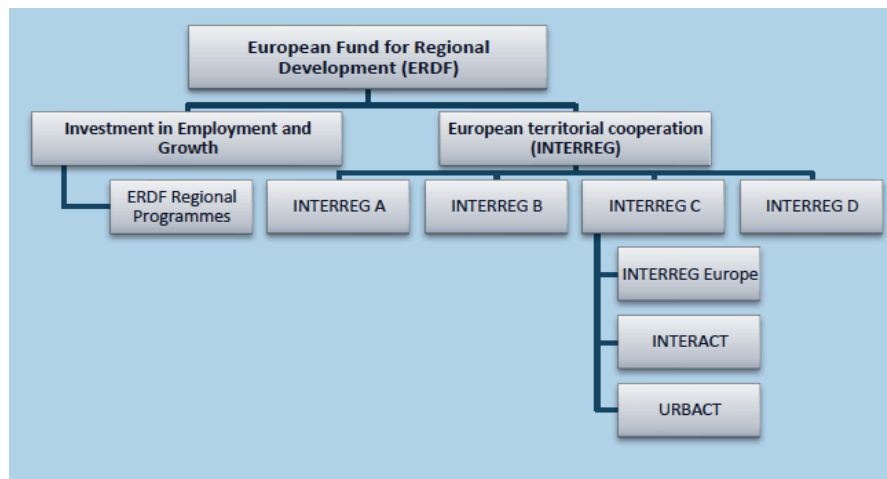 European Fund for Regional
Development (ERDF)
Investment in Employment and
Growth
European territorial cooperation
(INTERREG)
ERDF Regional
Programmes
INTERREG A
INTERREG B
INTERREG C
INTERREG D
INTERREG Europe
INTERACT
URBACT